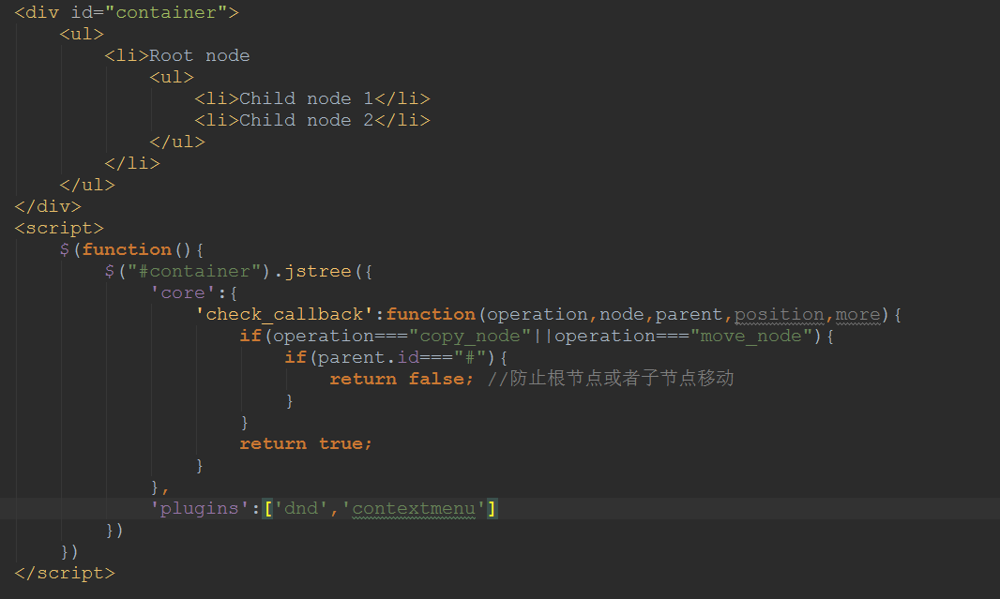 <div id="container">
<ul>
<li>Root node
<ul>
<li>Child node 1</li>
<li>Child node 2</li>
</ul>
</li>
</ul>
</div>
<script>
$(function(){
$("#container").jstree({
'core':{
'check_callback':function(operation,node,parent,position,more){
if(operation==="copy_node"||operation==="move_node"){
if(parent.id==="#"){
return false; //防止根节点或者子节点移动
}
}
return true;
}
},
'plugins':['dnd','contextmenu']
})
})
</script>